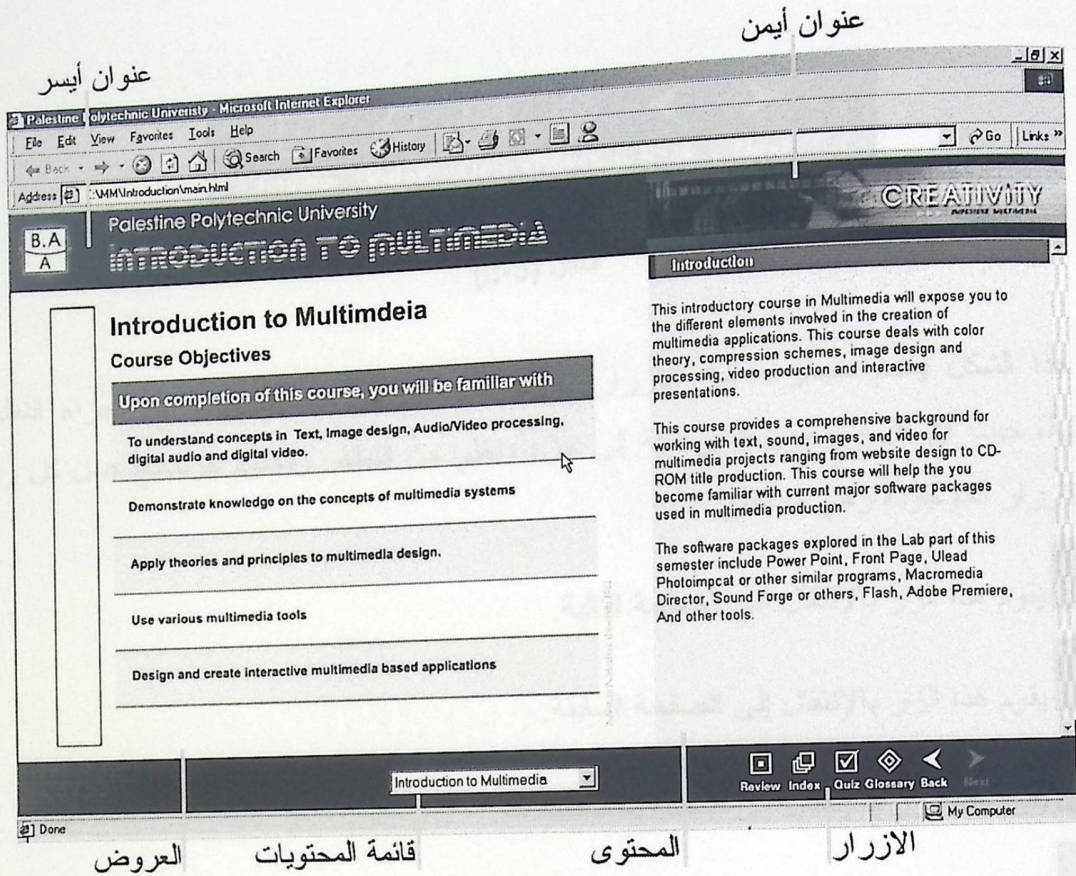 عنوان أيمن
عنوان أيسر
Palestine Polytechnic Univeristy - Microsoft Internet Explorer
File Edit View Favorites Tools Help
Back Search Favorites History
Go Links »
Address :\MM\Introduction\main.html
B.A
A
Palestine Polytechnic University
INTRODUCTION TO MULTIMEDIA
CREATIVITY
Introduction to Multimdeia
Course Objectives
Upon completion of this course, you will be familiar with
To understand concepts in Text, Image design, Audio/Video processing,
digital audio and digital video.
Demonstrate knowledge on the concepts of multimedia systems
Apply theories and principles to multimedia design.
Use various multimedia tools
Design and create interactive multimedia based applications
Introduction
This introductory course in Multimedia will expose you to
the different elements involved in the creation of
multimedia applications. This course deals with color
theory, compression schemes, image design and
processing, video production and interactive
presentations.
This course provides a comprehensive background for
working with text, sound, images, and video for
multimedia projects ranging from website design to CD-
ROM title production. This course will help the you
become familiar with current major software packages
used in multimedia production.
The software packages explored in the Lab part of this
semester include Power Point, Front Page, Ulead
Photoimpcat or other similar programs, Macromedia
Director, Sound Forge or others, Flash, Adobe Premiere,
And other tools.
Introduction to Multimedia
Review Index Quiz Glossary Back Next
Done
My Computer
الازرار
المحتوى
قائمة المحتويات
العروض